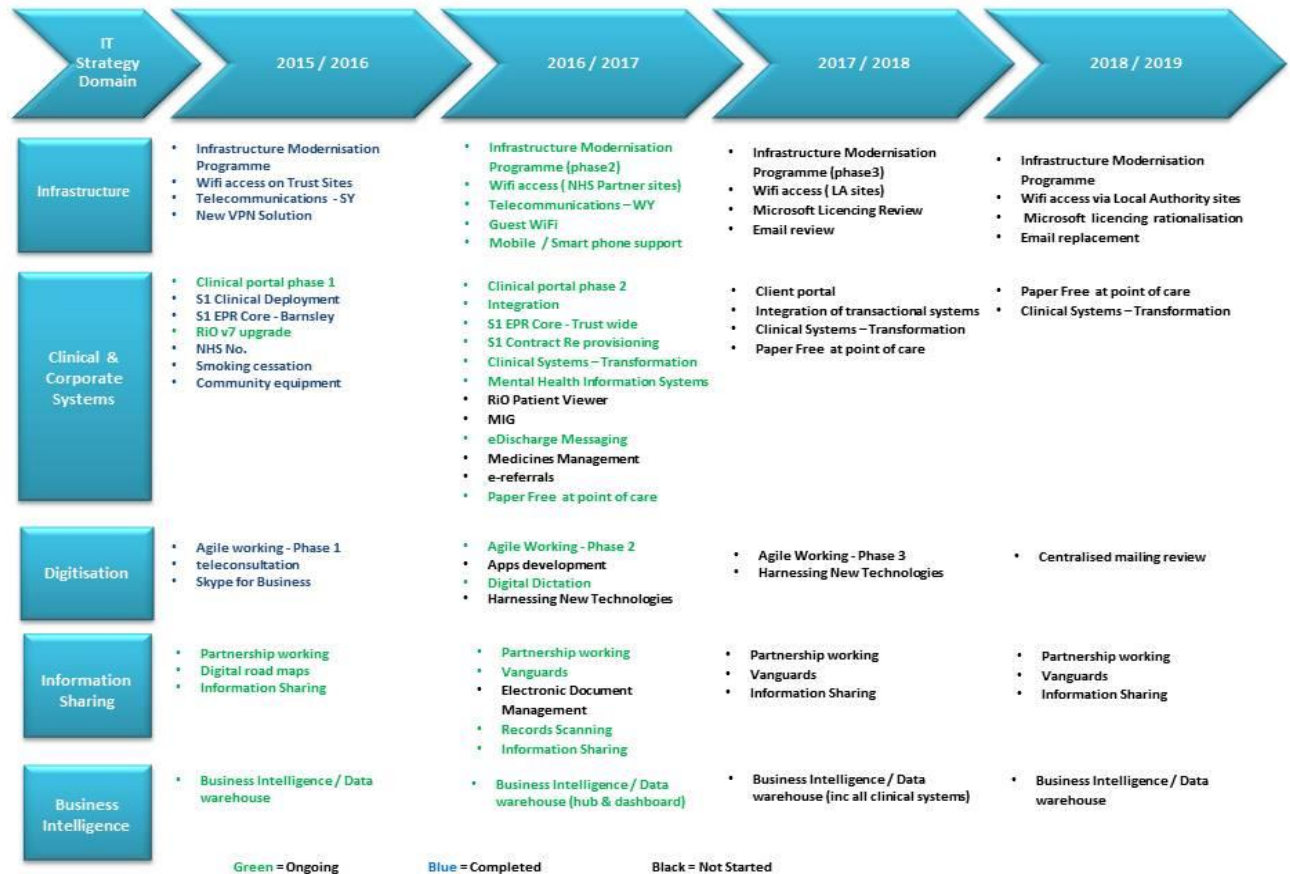 IT
Strategy
Domain
2015 / 2016
2016 / 2017
2017 / 2018
2018 / 2019
Infrastructure
• Infrastructure Modernisation
Programme
• Wifi access on Trust Sites
• Telecommunications - SY
• New VPN Solution
• Infrastructure Modernisation
Programme (phase2)
• Wifi access ( NHS Partner sites)
• Telecommunications – WY
• Guest WiFi
• Mobile / Smart phone support
• Infrastructure Modernisation
Programme (phase3)
• Wifi access ( LA sites)
• Microsoft Licencing Review
• Email review
• Infrastructure Modernisation
Programme
• Wifi access via Local Authority sites
• Microsoft licencing rationalisation
• Email replacement
Clinical &
Corporate
Systems
• Clinical portal phase 1
• S1 Clinical Deployment
• S1 EPR Core - Barnsley
• RiO v7 upgrade
• NHS No.
• Smoking cessation
• Community equipment
• Clinical portal phase 2
• Integration
• S1 EPR Core - Trust wide
• S1 Contract Re provisioning
• Clinical Systems – Transformation
• Mental Health Information Systems
• RiO Patient Viewer
• MIG
• eDischarge Messaging
• Medicines Management
• e-referrals
• Paper Free at point of care
• Client portal
• Integration of transactional systems
• Clinical Systems – Transformation
• Paper Free at point of care
• Paper Free at point of care
• Clinical Systems – Transformation
Digitisation
• Agile working - Phase 1
• teleconsultation
• Skype for Business
• Agile Working - Phase 2
• Apps development
• Digital Dictation
• Harnessing New Technologies
• Agile Working - Phase 3
• Harnessing New Technologies
• Centralised mailing review
Information
Sharing
• Partnership working
• Digital road maps
• Information Sharing
• Partnership working
• Vanguards
• Electronic Document
Management
• Records Scanning
• Information Sharing
• Partnership working
• Vanguards
• Information Sharing
• Partnership working
• Vanguards
• Information Sharing
Business
Intelligence
• Business Intelligence / Data
warehouse
• Business Intelligence / Data
warehouse (hub & dashboard)
• Business Intelligence / Data
warehouse (inc all clinical systems)
• Business Intelligence / Data
warehouse
Green = Ongoing
Blue = Completed
Black = Not Started